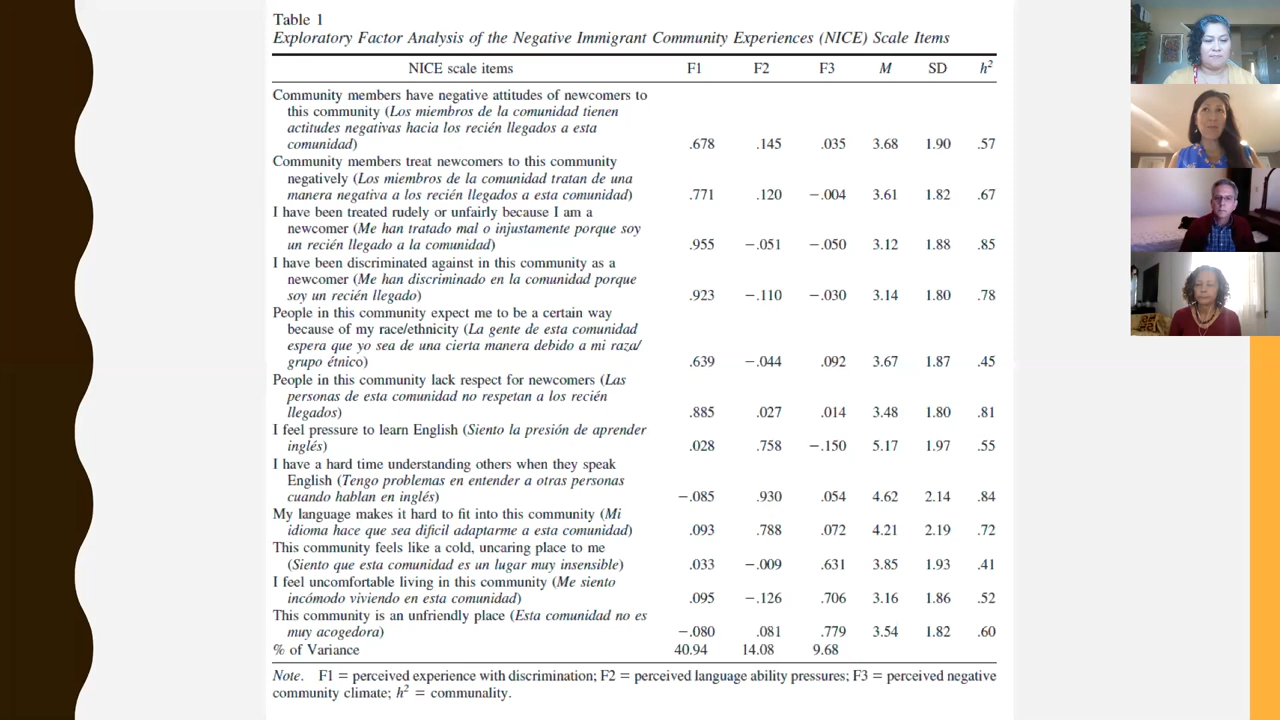 Table 1
Exploratory Factor Analysis of the Negative Immigrant Community Experiences (NICE) Scale Items
NICE scale items F1 F2 F3 M SD h²
Community members have negative attitudes of newcomers to
this community (Los miembros de la comunidad tienen
actitudes negativas hacia los recién llegados a esta
comunidad) .678 .145 .035 3.68 1.90 .57
Community members treat newcomers to this community
negatively (Los miembros de la comunidad tratan de una
manera negativa a los recién llegados a esta comunidad) .771 .120 −.004 3.61 1.82 .67
I have been treated rudely or unfairly because I am a
newcomer (Me han tratado mal o injustamente porque soy
un recién llegado a la comunidad) .955 −.051 −.050 3.12 1.88 .85
I have been discriminated against in this community as a
newcomer (Me han discriminado en la comunidad porque
soy un recién llegado) .923 −.110 −.030 3.14 1.80 .78
People in this community expect me to be a certain way
because of my race/ethnicity (La gente de esta comunidad
espera que yo sea de una cierta manera debido a mi raza/
grupo étnico) .639 −.044 .092 3.67 1.87 .45
People in this community lack respect for newcomers (Las
personas de esta comunidad no respetan a los recién
llegados) .885 .027 .014 3.48 1.80 .81
I feel pressure to learn English (Siento la presión de aprender
inglés) .028 .758 −.150 5.17 1.97 .55
I have a hard time understanding others when they speak
English (Tengo problemas en entender a otras personas
cuando hablan en inglés) −.085 .930 .054 4.62 2.14 .84
My language makes it hard to fit into this community (Mi
idioma hace que sea difícil adaptarme a esta comunidad) .093 .788 .072 4.21 2.19 .72
This community feels like a cold, uncaring place to me
(Siento que esta comunidad es un lugar muy insensible) .033 −.009 .631 3.85 1.93 .41
I feel uncomfortable living in this community (Me siento
incómodo viviendo en esta comunidad) .095 −.126 .706 3.16 1.86 .52
This community is an unfriendly place (Esta comunidad no es
muy acogedora) −.080 .081 .779 3.54 1.82 .60
% of Variance 40.94 14.08 9.68
Note. F1 = perceived experience with discrimination; F2 = perceived language ability pressures; F3 = perceived negative
community climate; h² = communality.